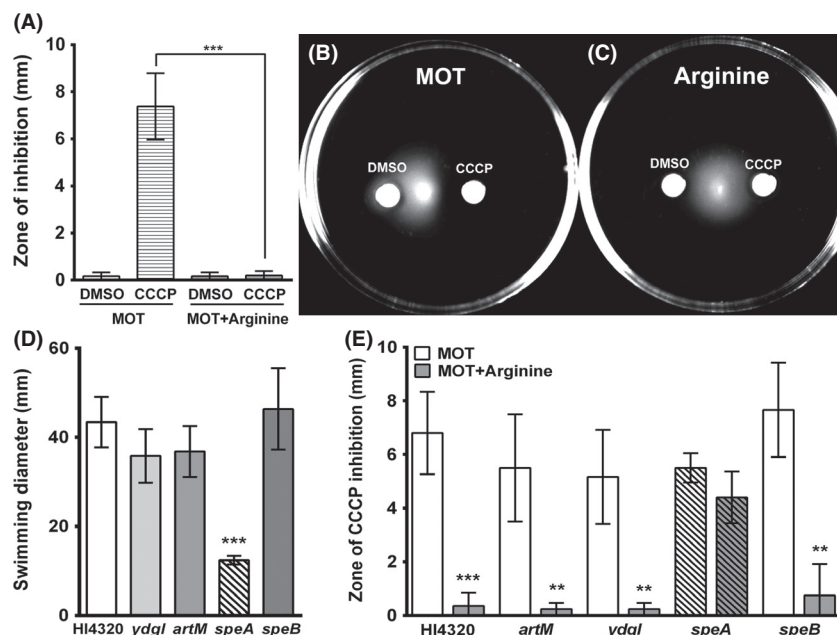 (A)
Zone of inhibition (mm)
10
8
6
4
2
0
***
DMSO CCCP DMSO CCCP
MOT MOT+Arginine
(B)
MOT
DMSO
CCCP
(C)
Arginine
DMSO
CCCP
(D)
Swimming diameter (mm)
60
40
20
0
***
HI4320 ydgI artM speA speB
(E)
MOT
MOT+Arginine
Zone of CCCP inhibition (mm)
10
8
6
4
2
0
*** ** ** **
HI4320 artM ydgI speA speB